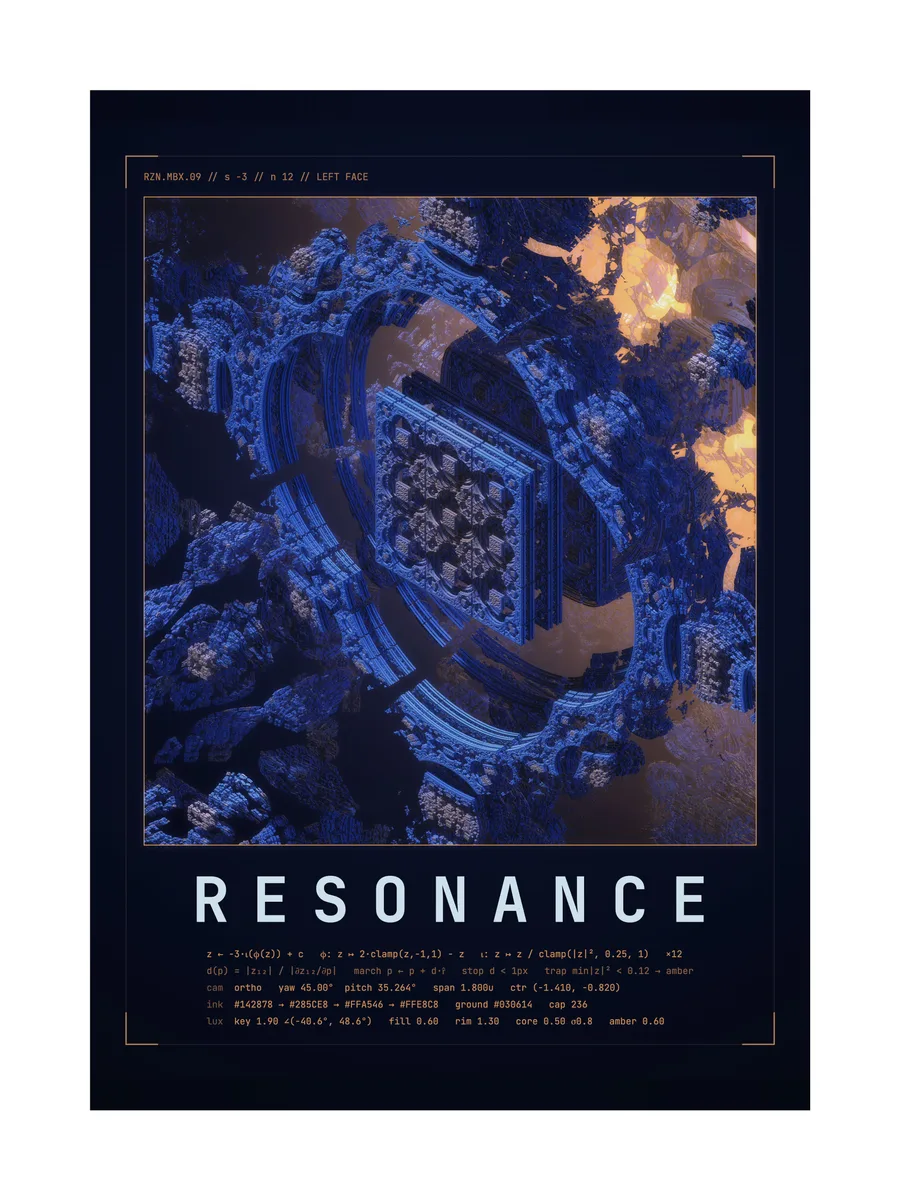 RZN.MBX.09 // s -3 // n 12 // LEFT FACE
RESONANCE
z ← -3·ι(ϕ(z)) + c ϕ: z ↦ 2·clamp(z,-1,1) - z ι: z ↦ z / clamp(|z|², 0.25, 1) ×12
d(p) = |z₁₂| / |∂z₁₂/∂p| march p ← p + d·r̂ stop d < 1px trap min|z|² < 0.12 → amber
cam ortho yaw 45.00° pitch 35.264° span 1.800u ctr (-1.410, -0.820)
ink #142878 → #285CE8 → #FFA546 → #FFE8C8 ground #030614 cap 236
lux key 1.90 ∠(-40.6°, 48.6°) fill 0.60 rim 1.30 core 0.50 σ0.8 amber 0.60